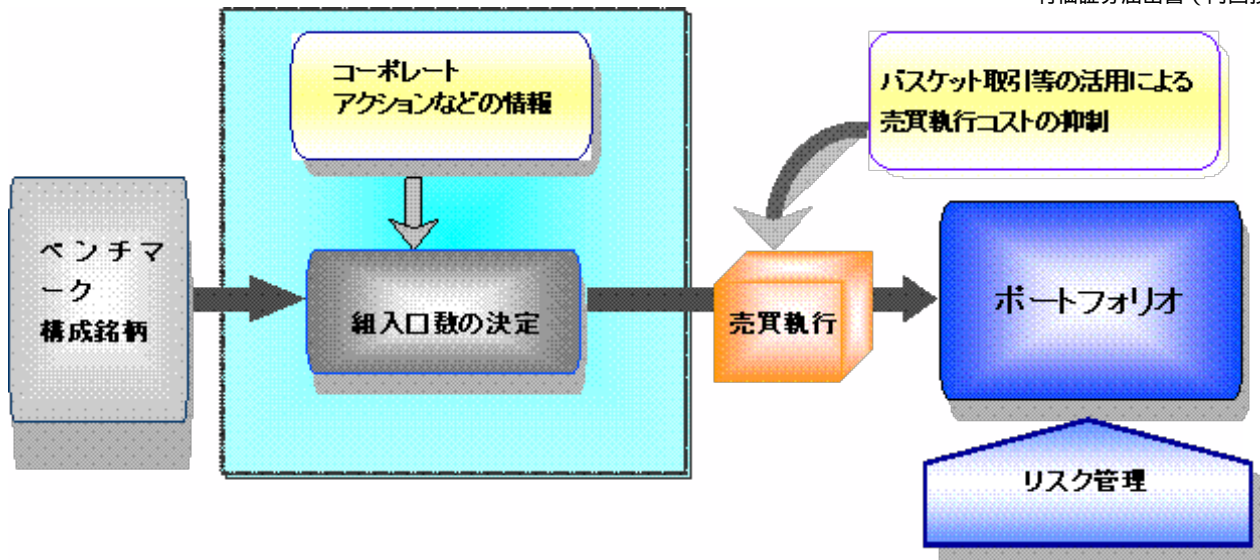 コーポレート
アクションなどの情報
バスケット取引等の活用による
売買執行コストの抑制
ベンチマ
ーク
構成銘柄
組入口数の決定
売買執行
ポートフォリオ
リスク管理